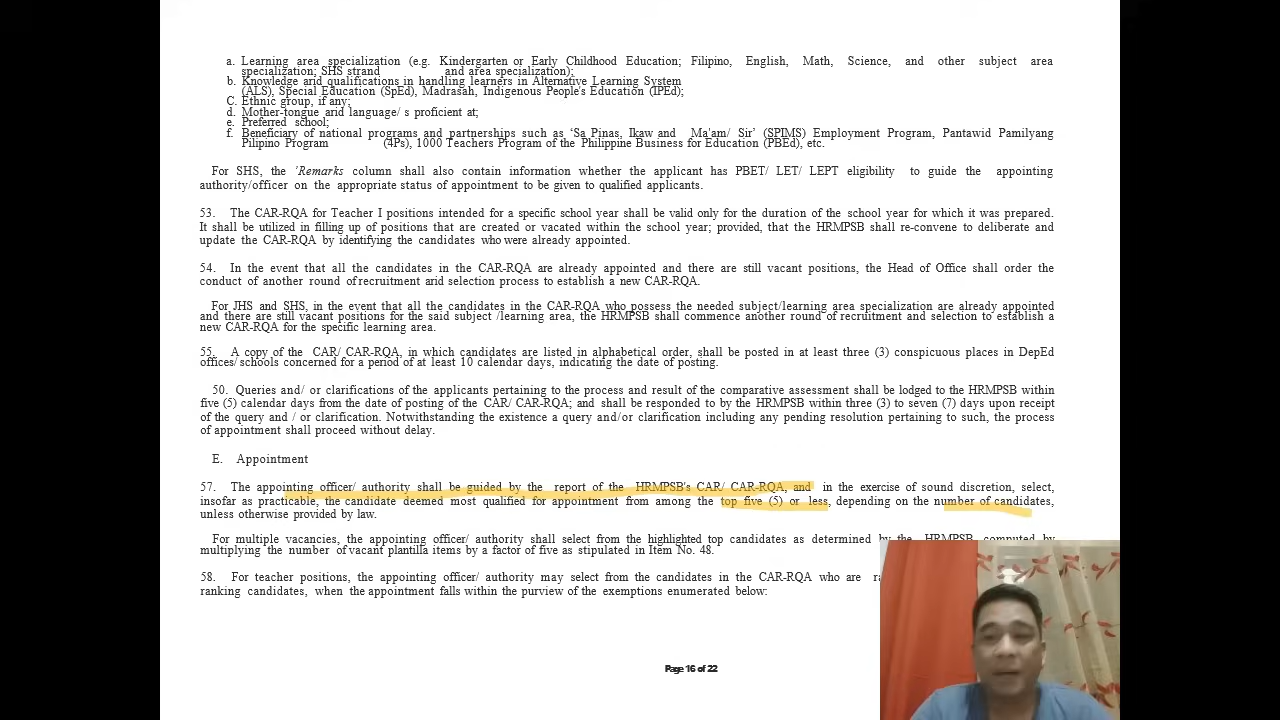 a. Learning area specialization (e.g. Kindergarten or Early Childhood Education; Filipino, English, Math, Science, and other subject area
specialization; SHS strand and area specialization);
b. Knowledge arid qualifications in handling learners in Alternative Learning System
(ALS), Special Education (SpEd), Madrasah, Indigenous People's Education (IPEd);
C. Ethnic group, if any;
d. Mother-tongue arid language/ s proficient at;
e. Preferred school;
f. Beneficiary of national programs and partnerships such as ‘Sa Pinas, Ikaw and Ma'am/ Sir’ (SPIMS) Employment Program, Pantawid Pamilyang
Pilipino Program (4Ps), 1000 Teachers Program of the Philippine Business for Education (PBEd), etc.
For SHS, the 'Remarks column shall also contain information whether the applicant has PBET/ LET/ LEPT eligibility to guide the appointing
authority/officer on the appropriate status of appointment to be given to qualified applicants.
53. The CAR-RQA for Teacher I positions intended for a specific school year shall be valid only for the duration of the school year for which it was prepared.
It shall be utilized in filling up of positions that are created or vacated within the school year; provided, that the HRMPSB shall re-convene to deliberate and
update the CAR-RQA by identifying the candidates who were already appointed.
54. In the event that all the candidates in the CAR-RQA are already appointed and there are still vacant positions, the Head of Office shall order the
conduct of another round of recruitment arid selection process to establish a new CAR-RQA.
For JHS and SHS, in the event that all the candidates in the CAR-RQA who possess the needed subject/learning area specialization are already appointed
and there are still vacant positions for the said subject /learning area, the HRMPSB shall commence another round of recruitment and selection to establish a
new CAR-RQA for the specific learning area.
55. A copy of the CAR/ CAR-RQA, in which candidates are listed in alphabetical order, shall be posted in at least three (3) conspicuous places in DepEd
offices/ schools concerned for a period of at least 10 calendar days, indicating the date of posting.
50. Queries and/ or clarifications of the applicants pertaining to the process and result of the comparative assessment shall be lodged to the HRMPSB within
five (5) calendar days from the date of posting of the CAR/ CAR-RQA; and shall be responded to by the HRMPSB within three (3) to seven (7) days upon receipt
of the query and / or clarification. Notwithstanding the existence a query and/or clarification including any pending resolution pertaining to such, the process
of appointment shall proceed without delay.
E. Appointment
57. The appointing officer/ authority shall be guided by the report of the HRMPSB's CAR/ CAR-RQA, and in the exercise of sound discretion, select,
insofar as practicable, the candidate deemed most qualified for appointment from among the top five (5) or less, depending on the number of candidates,
unless otherwise provided by law.
For multiple vacancies, the appointing officer/ authority shall select from the highlighted top candidates as determined by the HRMPSB computed by
multiplying the number of vacant plantilla items by a factor of five as stipulated in Item No. 48.
58. For teacher positions, the appointing officer/ authority may select from the candidates in the CAR-RQA who are
ranking candidates, when the appointment falls within the purview of the exemptions enumerated below:
Page 16 of 22